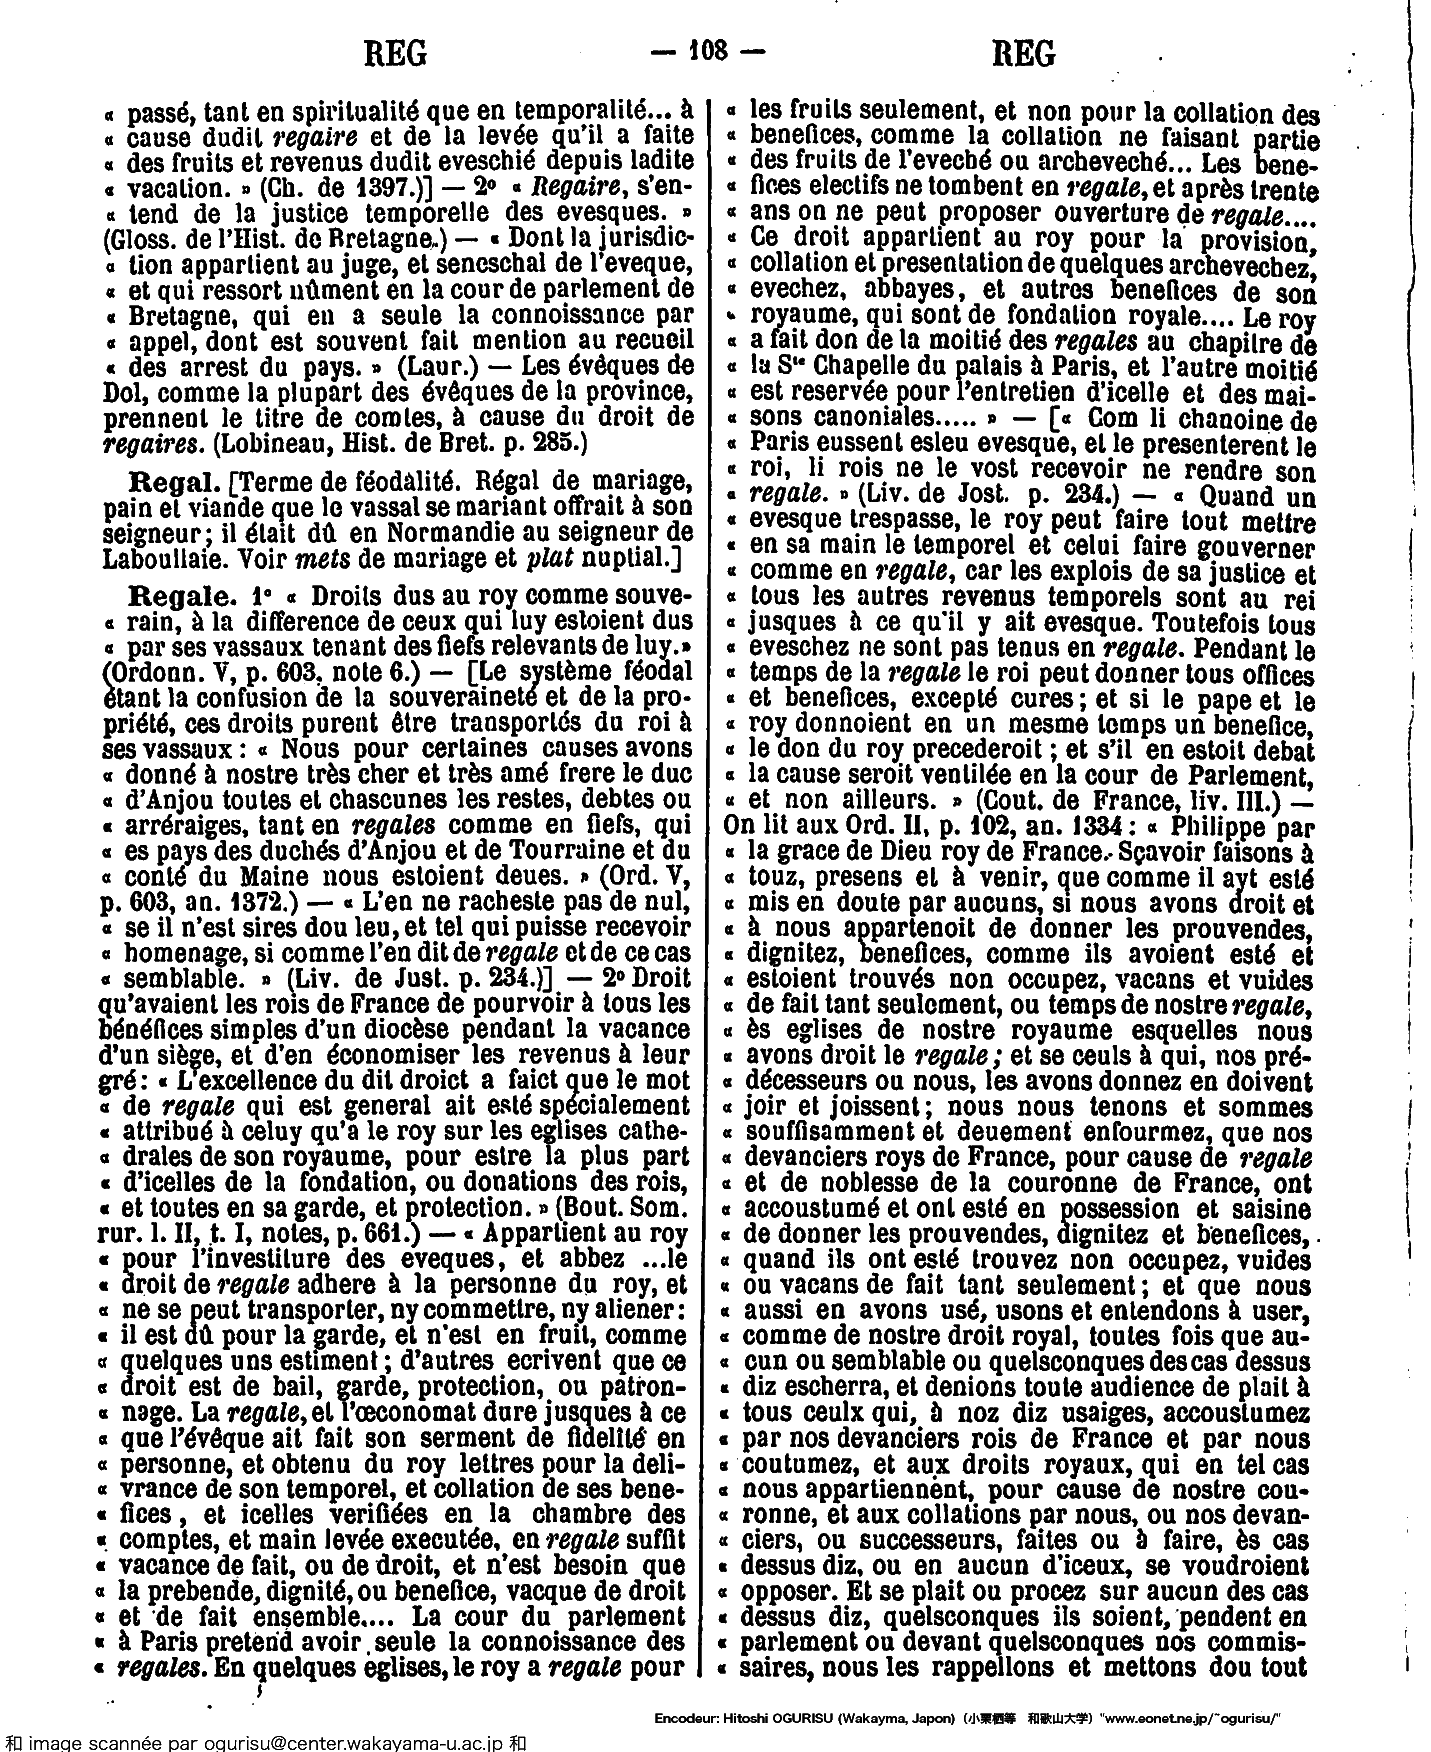 REG — 108 — REG
« passé, tant en spiritualité que en temporalité... à
« cause dudit regaire et de la levée qu'il a faite
« des fruits et revenus dudit eveschié depuis ladite
« vacation. » (Ch. de 1397.)] — 2º « Regaire, s'en-
« tend de la justice temporelle des evesques. »
(Gloss. de l'Hist. de Bretagne.) — « Dont la jurisdic-
« tion appartient au juge, et seneschal de l'eveque,
« et qui ressort nûment en la cour de parlement de
« Bretagne, qui en a seule la connoissance par
« appel, dont est souvent fait mention au recueil
« des arrest du pays. » (Laur.) — Les évêques de
Dol, comme la plupart des évêques de la province,
prennent le titre de comtes, à cause du droit de
regaires. (Lobineau, Hist. de Bret. p. 285.)
Regal. [Terme de féodalité. Régal de mariage,
pain et viande que le vassal se mariant offrait à son
seigneur; il était dû en Normandie au seigneur de
Laboullaie. Voir mets de mariage et plat nuptial.]
Regale. 1º « Droits dus au roy comme souve-
« rain, à la difference de ceux qui luy estoient dus
« par ses vassaux tenant des fiefs relevants de luy.»
(Ordonn. V, p. 603, note 6.) — [Le système féodal
étant la confusion de la souveraineté et de la pro-
priété, ces droits purent être transportés du roi à
ses vassaux : « Nous pour certaines causes avons
« donné à nostre très cher et très amé frere le duc
« d'Anjou toutes et chascunes les restes, debtes ou
« arréraiges, tant en regales comme en fiefs, qui
« es pays des duchés d'Anjou et de Tourraine et du
« conté du Maine nous estoient deues. » (Ord. V,
p. 603, an. 1372.) — « L'en ne racheste pas de nul,
« se il n'est sires dou leu, et tel qui puisse recevoir
« homenage, si comme l'en dit de regale et de ce cas
« semblable. » (Liv. de Just. p. 234.)] — 2º Droit
qu'avaient les rois de France de pourvoir à tous les
bénéfices simples d'un diocèse pendant la vacance
d'un siège, et d'en économiser les revenus à leur
gré : « L'excellence du dit droict a faict que le mot
« de regale qui est general ait esté spécialement
« attribué à celuy qu'a le roy sur les eglises cathe-
« drales de son royaume, pour estre la plus part
« d'icelles de la fondation, ou donations des rois,
« et toutes en sa garde, et protection. » (Bout. Som.
rur. l. II, t. I, notes, p. 661.) — « Appartient au roy
« pour l'investiture des eveques, et abbez ...le
« droit de regale adhere à la personne du roy, et
« ne se peut transporter, ny commettre, ny aliener :
« il est dû pour la garde, et n'est en fruit, comme
« quelques uns estiment ; d'autres ecrivent que ce
« droit est de bail, garde, protection, ou patron-
« nage. La regale, et l'œconomat dure jusques à ce
« que l'évêque ait fait son serment de fidelité en
« personne, et obtenu du roy lettres pour la deli-
« vrance de son temporel, et collation de ses bene-
« fices , et icelles verifiées en la chambre des
« comptes, et main levée executée, en regale suffit
« vacance de fait, ou de droit, et n'est besoin que
« la prebende, dignité, ou benefice, vacque de droit
« et de fait ensemble.... La cour du parlement
« à Paris pretend avoir seule la connoissance des
« regales. En quelques églises, le roy a regale pour
« les fruits seulement, et non pour la collation des
« benefices, comme la collation ne faisant partie
« des fruits de l'eveché ou archeveché... Les bene-
« fices electifs ne tombent en regale, et après trente
« ans on ne peut proposer ouverture de regale....
« Ce droit appartient au roy pour la provision,
« collation et presentation de quelques archevechez,
« evechez, abbayes, et autres benefices de son
« royaume, qui sont de fondation royale.... Le roy
« a fait don de la moitié des regales au chapitre de
« la Ste Chapelle du palais à Paris, et l'autre moitié
« est reservée pour l'entretien d'icelle et des mai-
« sons canoniales..... » — [« Com li chanoine de
« Paris eussent esleu evesque, et le presenterent le
« roi, li rois ne le vost recevoir ne rendre son
« regale. » (Liv. de Jost. p. 234.) — « Quand un
« evesque trespasse, le roy peut faire tout mettre
« en sa main le temporel et celui faire gouverner
« comme en regale, car les explois de sa justice et
« tous les autres revenus temporels sont au rei
« jusques à ce qu'il y ait evesque. Toutefois tous
« eveschez ne sont pas tenus en regale. Pendant le
« temps de la regale le roi peut donner tous offices
« et benefices, excepté cures ; et si le pape et le
« roy donnoient en un mesme temps un benefice,
« le don du roy precederoit ; et s'il en estoit debat
« la cause seroit ventilée en la cour de Parlement,
« et non ailleurs. » (Cout. de France, liv. III.) —
On lit aux Ord. II, p. 102, an. 1334 : « Philippe par
« la grace de Dieu roy de France. Sçavoir faisons à
« touz, presens et à venir, que comme il ayt esté
« mis en doute par aucuns, si nous avons droit et
« à nous appartenoit de donner les prouvendes,
« dignitez, benefices, comme ils avoient esté et
« estoient trouvés non occupez, vacans et vuides
« de fait tant seulement, ou temps de nostre regale,
« ès eglises de nostre royaume esquelles nous
« avons droit le regale ; et se ceuls à qui, nos pré-
« décesseurs ou nous, les avons donnez en doivent
« joir et joissent ; nous nous tenons et sommes
« souffisamment et deuement enfourmez, que nos
« devanciers roys de France, pour cause de regale
« et de noblesse de la couronne de France, ont
« accoustumé et ont esté en possession et saisine
« de donner les prouvendes, dignitez et benefices,
« quand ils ont esté trouvez non occupez, vuides
« ou vacans de fait tant seulement ; et que nous
« aussi en avons usé, usons et entendons à user,
« comme de nostre droit royal, toutes fois que au-
« cun ou semblable ou quelsconques des cas dessus
« diz escherra, et denions toute audience de plait à
« tous ceulx qui, à noz diz usaiges, accoustumez
« par nos devanciers rois de France et par nous
« coutumez, et aux droits royaux, qui en tel cas
« nous appartiennent, pour cause de nostre cou-
« ronne, et aux collations par nous, ou nos devan-
« ciers, ou successeurs, faites ou à faire, ès cas
« dessus diz, ou en aucun d'iceux, se voudroient
« opposer. Et se plait ou procez sur aucun des cas
« dessus diz, quelsconques ils soient, pendent en
« parlement ou devant quelsconques nos commis-
« saires, nous les rappellons et mettons dou tout
Encodeur: Hitoshi OGURISU (Wakayma, Japon) (小栗栖等 和歌山大学) "www.eonet.ne.jp/~ogurisu/"
和 image scannée par ogurisu@center.wakayama-u.ac.jp 和